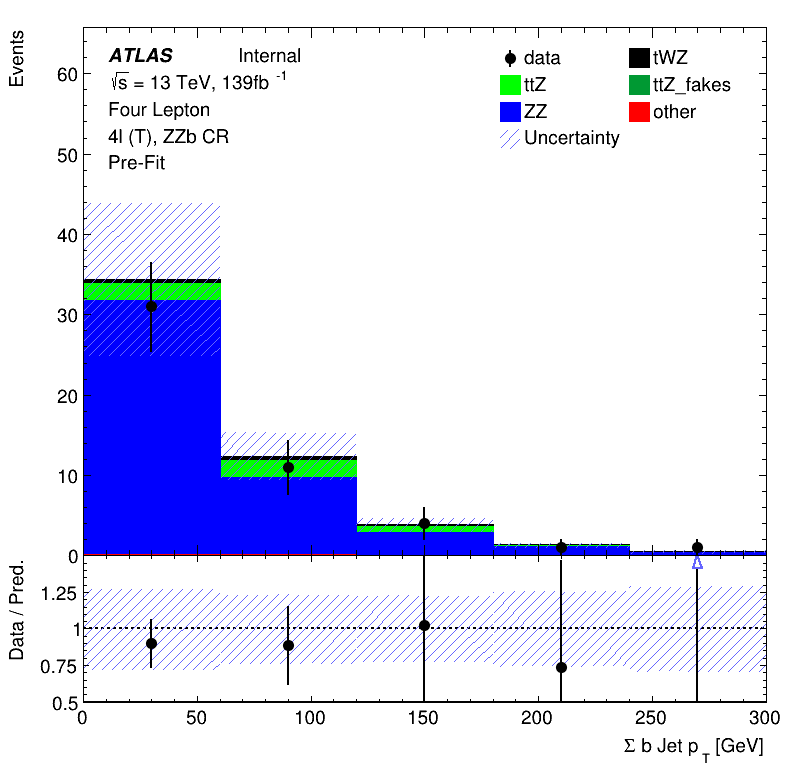 Events
60
50
40
30
20
10
0
ATLAS Internal
√s = 13 TeV, 139fb -1
Four Lepton
4l (T), ZZb CR
Pre-Fit
data
tWZ
ttZ
ttZ_fakes
ZZ
other
Uncertainty
Data / Pred.
1.25
1
0.75
0.5
0 50 100 150 200 250 300
Σ b Jet p T [GeV]